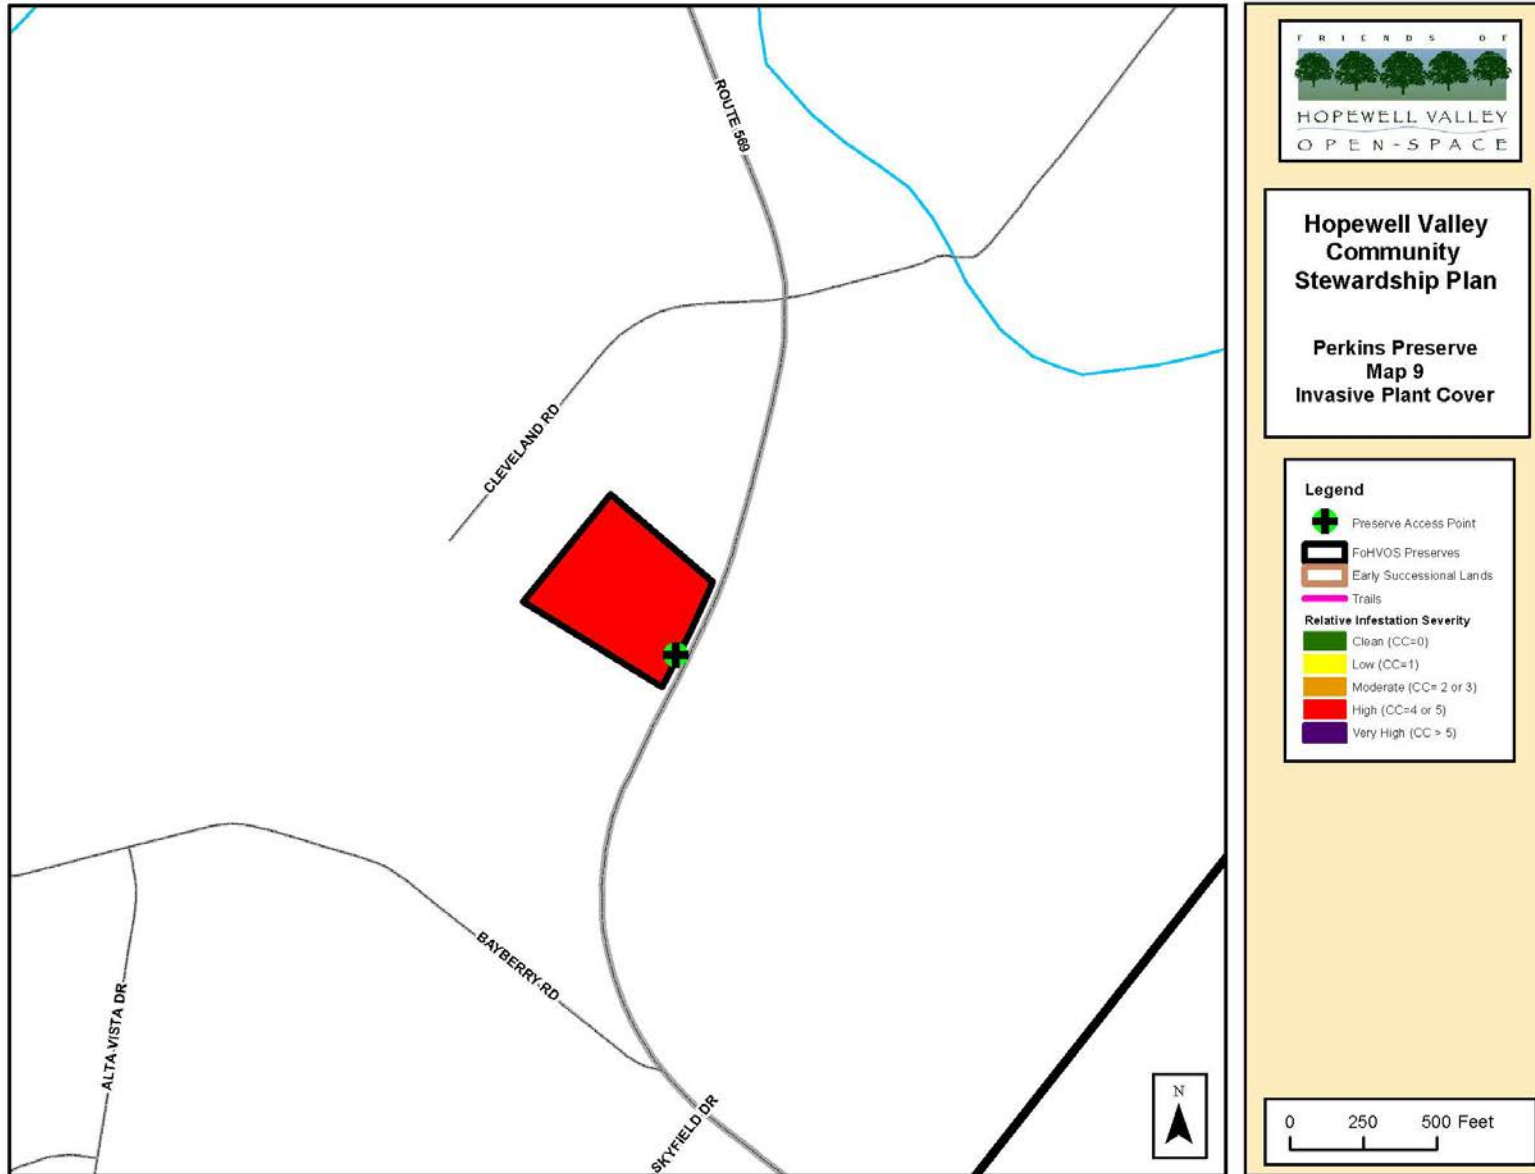 ROUTE 569
CLEVELAND RD
BAYBERRY RD
ALTA VISTA DR
SKYFIELD DR
N
FRIENDS OF
HOPEWELL VALLEY
OPEN-SPACE
Hopewell Valley
Community
Stewardship Plan
Perkins Preserve
Map 9
Invasive Plant Cover
Legend
Preserve Access Point
FoHVOS Preserves
Early Successional Lands
Trails
Relative Infestation Severity
Clean (CC=0)
Low (CC=1)
Moderate (CC= 2 or 3)
High (CC=4 or 5)
Very High (CC > 5)
0 250 500 Feet